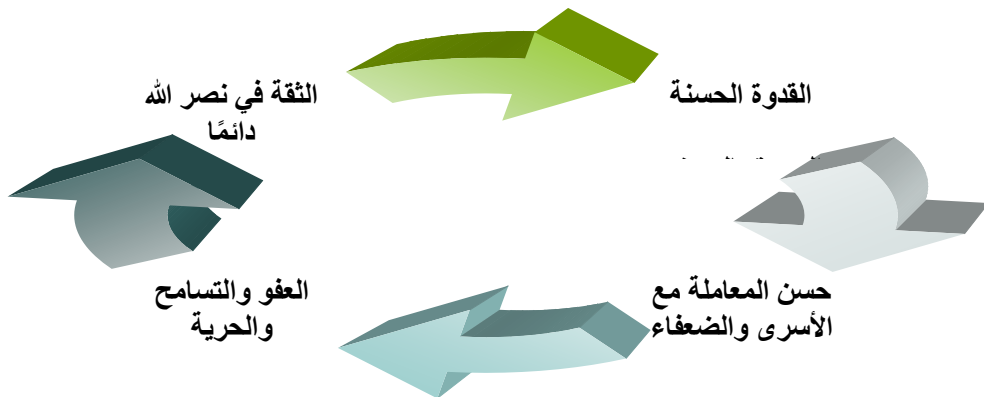 القدوة الحسنة
حسن المعاملة مع
الأسرى والضعفاء
العفو والتسامح
والحرية
الثقة في نصر الله
دائمًا